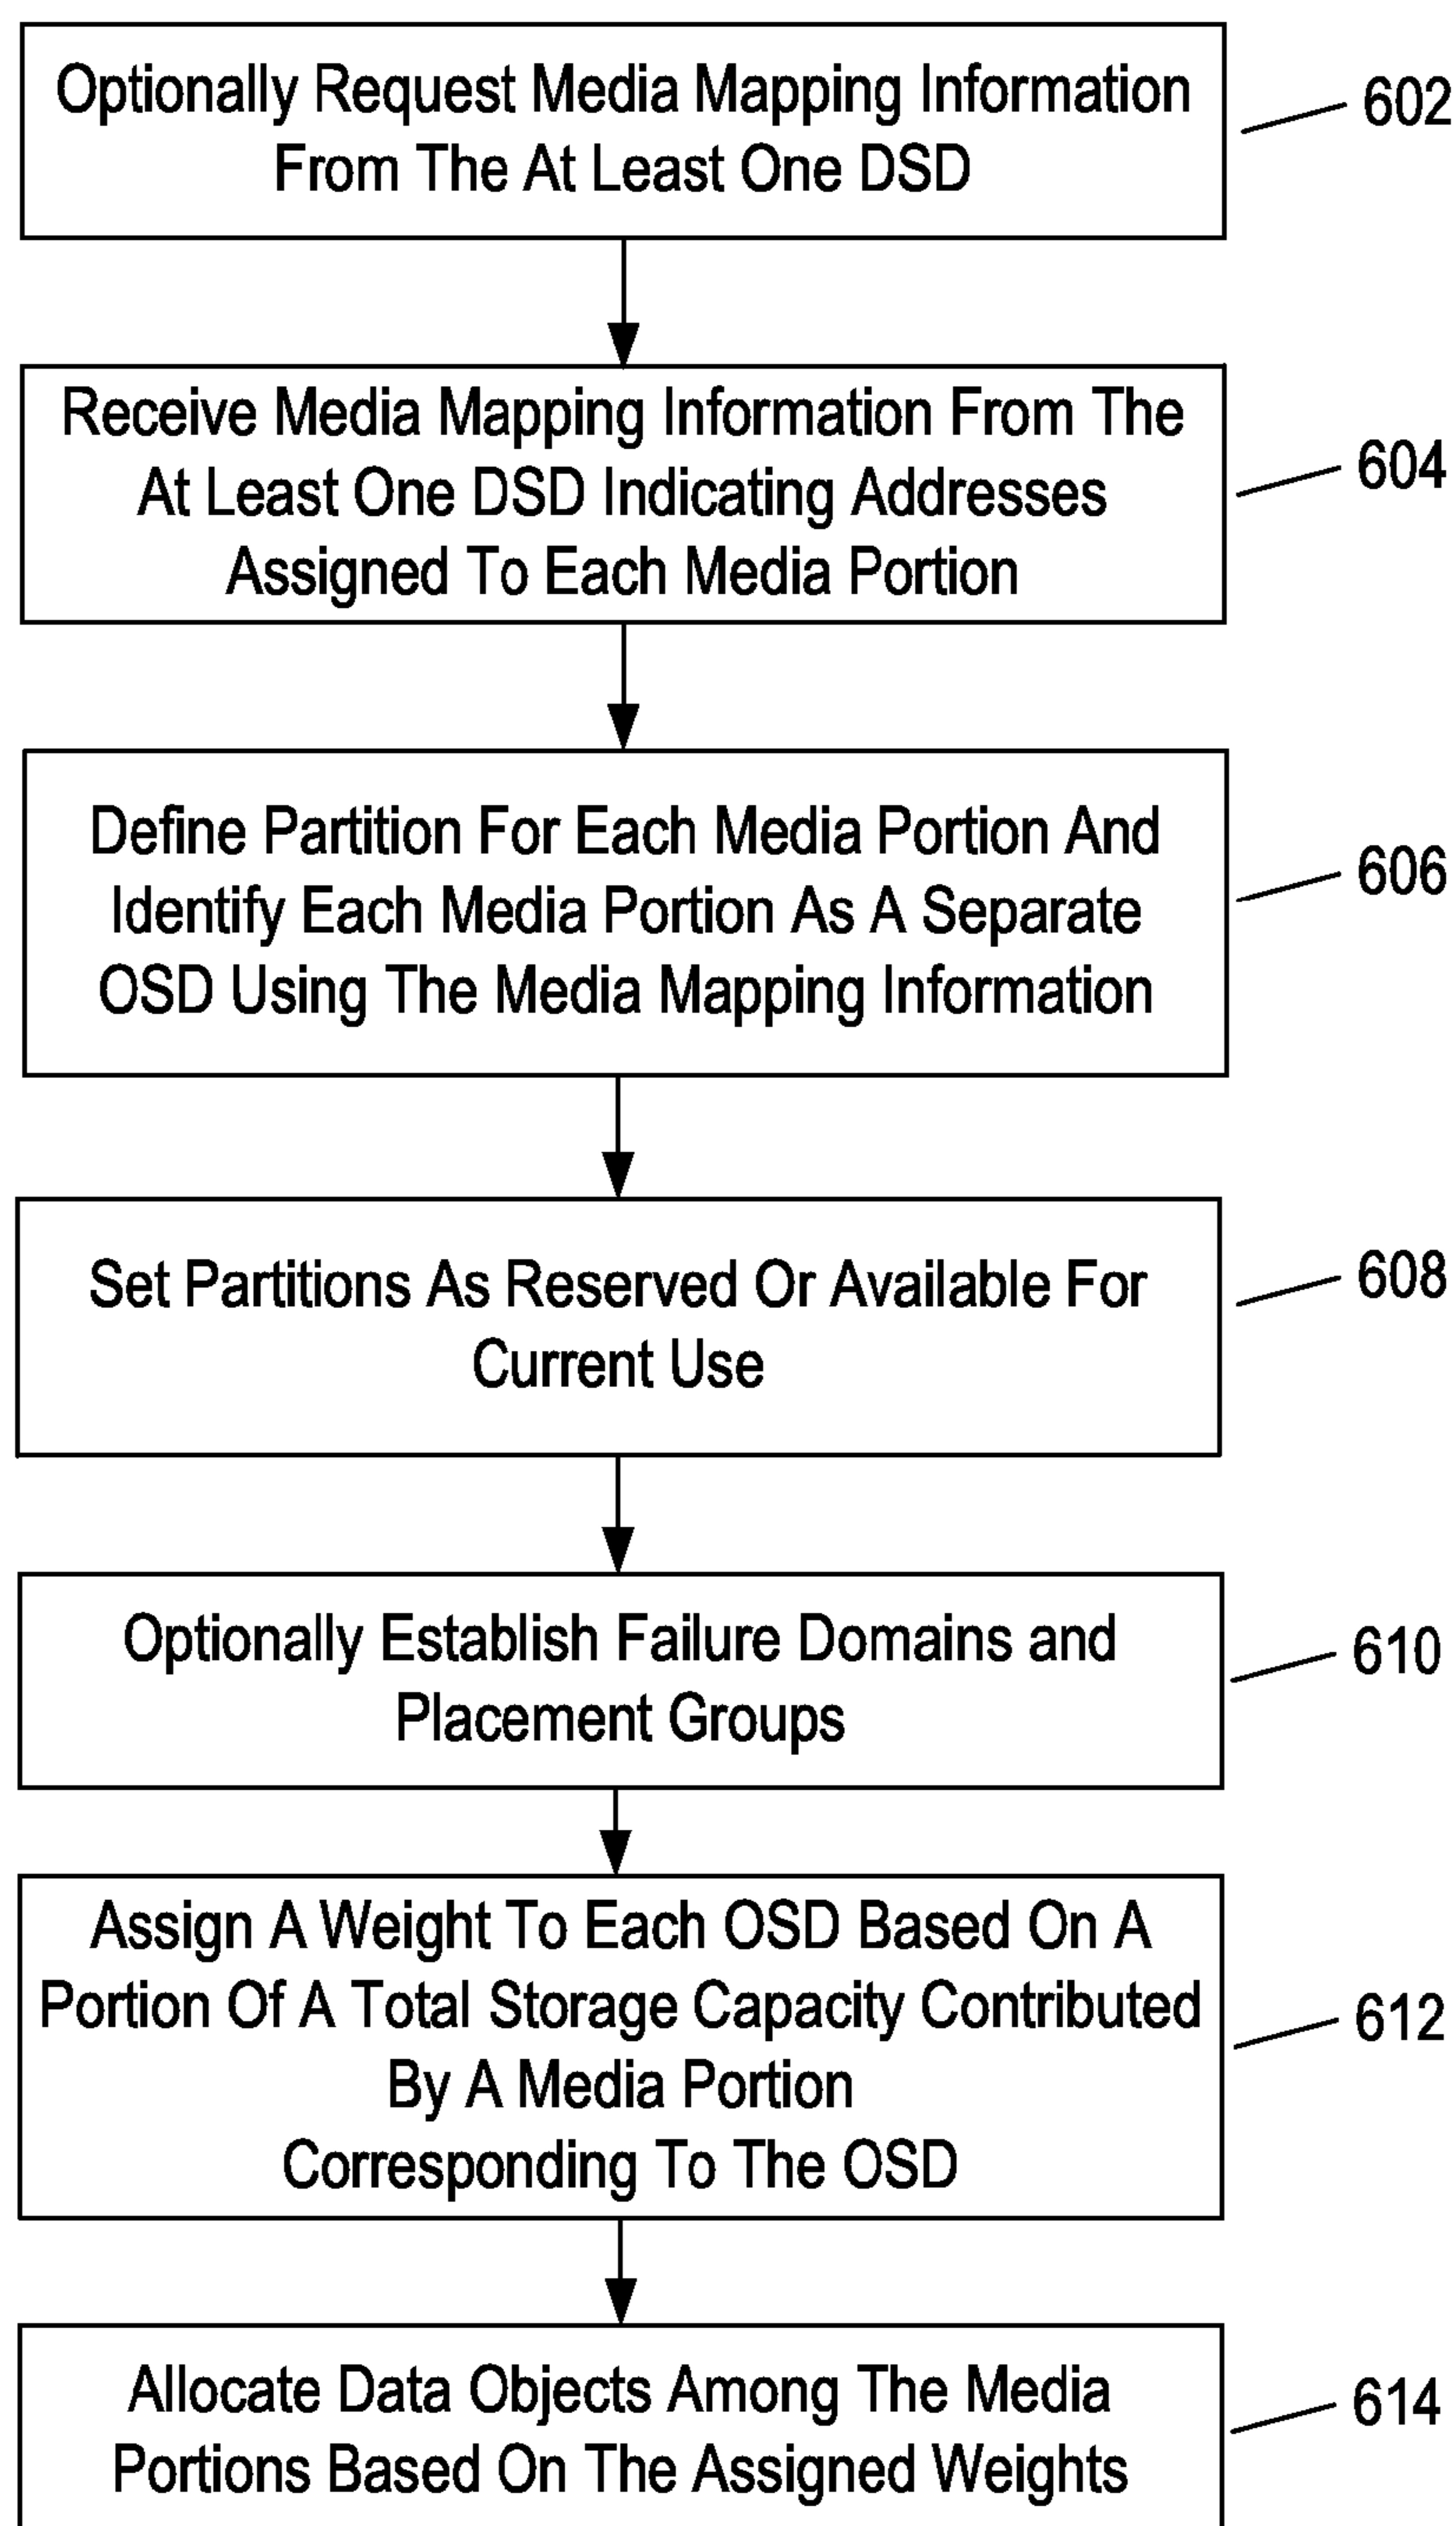 Optionally Request Media Mapping Information
From The At Least One DSD
602
Receive Media Mapping Information From The
At Least One DSD Indicating Addresses
Assigned To Each Media Portion
604
Define Partition For Each Media Portion And
Identify Each Media Portion As A Separate
OSD Using The Media Mapping Information
606
Set Partitions As Reserved Or Available For
Current Use
608
Optionally Establish Failure Domains and
Placement Groups
610
Assign A Weight To Each OSD Based On A
Portion Of A Total Storage Capacity Contributed
By A Media Portion
Corresponding To The OSD
612
Allocate Data Objects Among The Media
Portions Based On The Assigned Weights
614